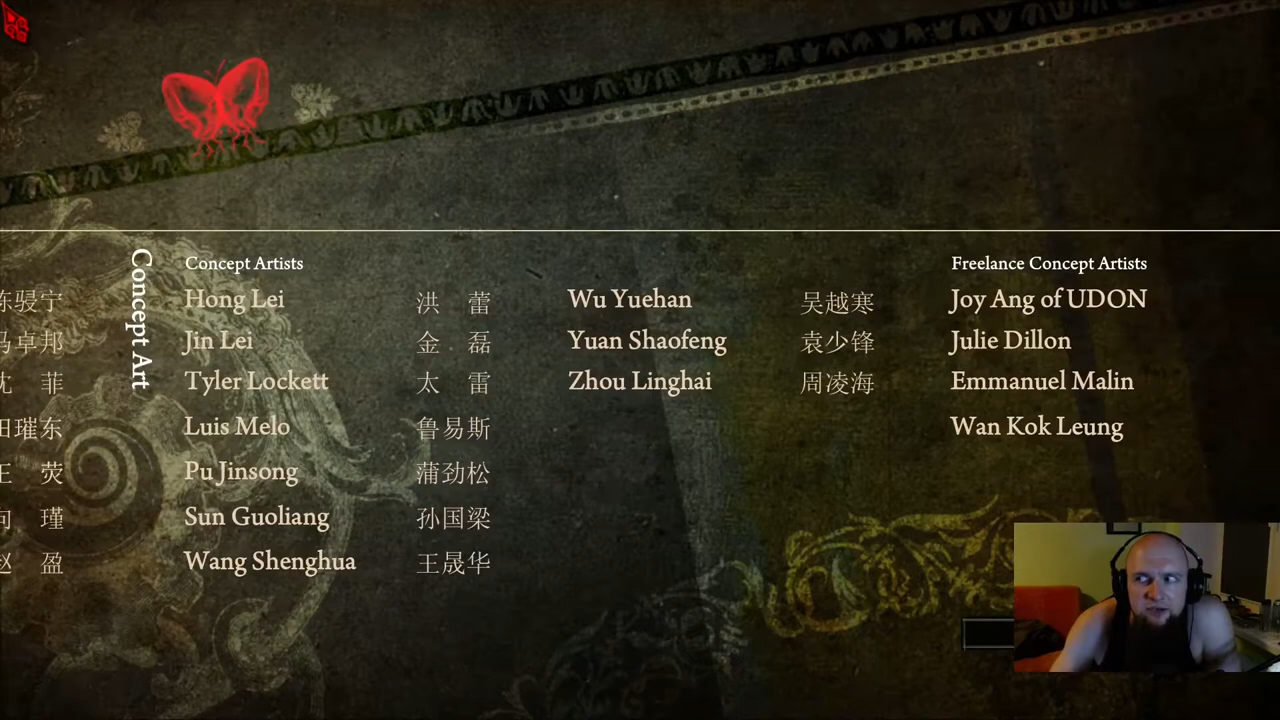 Concept Art
Concept Artists
Hong Lei 洪 蕾
Jin Lei 金 磊
Tyler Lockett 太 雷
Luis Melo 鲁易斯
Pu Jinsong 蒲劲松
Sun Guoliang 孙国梁
Wang Shenghua 王晟华
Wu Yuehan 吴越寒
Yuan Shaofeng 袁少锋
Zhou Linghai 周凌海
Freelance Concept Artists
Joy Ang of UDON
Julie Dillon
Emmanuel Malin
Wan Kok Leung